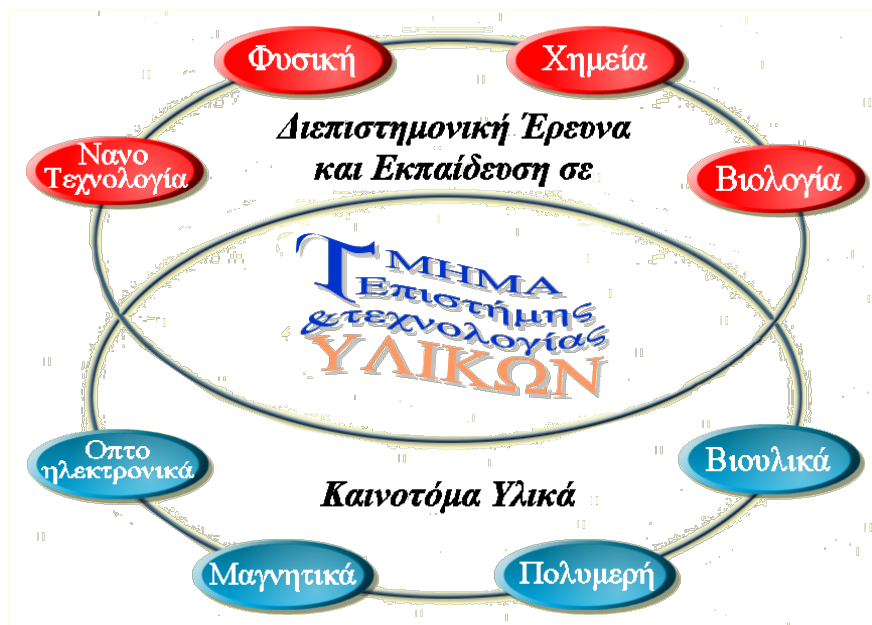 Φυσική
Χημεία
Διεπιστημονική Έρευνα
και Εκπαίδευση σε
Νανο
Τεχνολογία
Βιολογία
Τμημα
Επιστήμης
&τεχνολογίας
ΥΛΙΚΩΝ
Οπτο
ηλεκτρονικά
Βιουλικά
Καινοτόμα Υλικά
Μαγνητικά
Πολυμερή